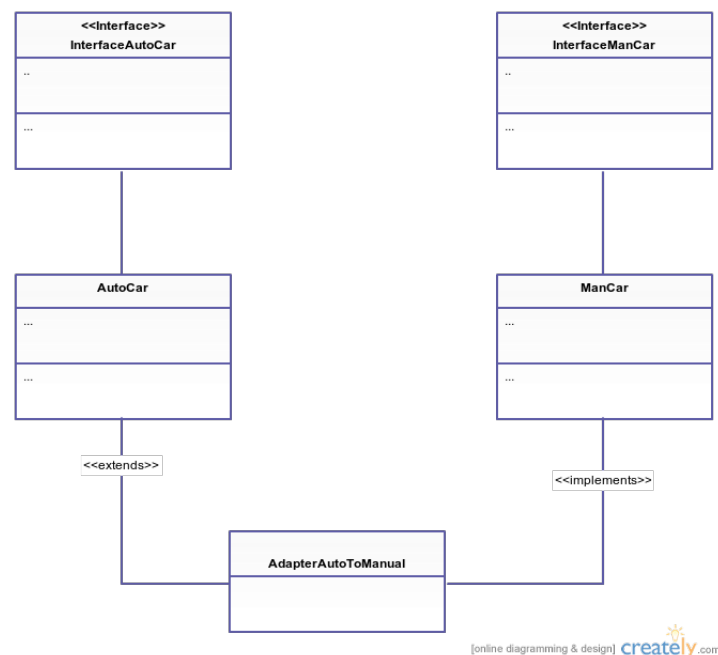 <<Interface>>
InterfaceAutoCar
..
...
<<Interface>>
InterfaceManCar
..
...
AutoCar
...
...
ManCar
...
...
<<extends>>
<<implements>>
AdapterAutoToManual
[online diagramming & design] creately.com